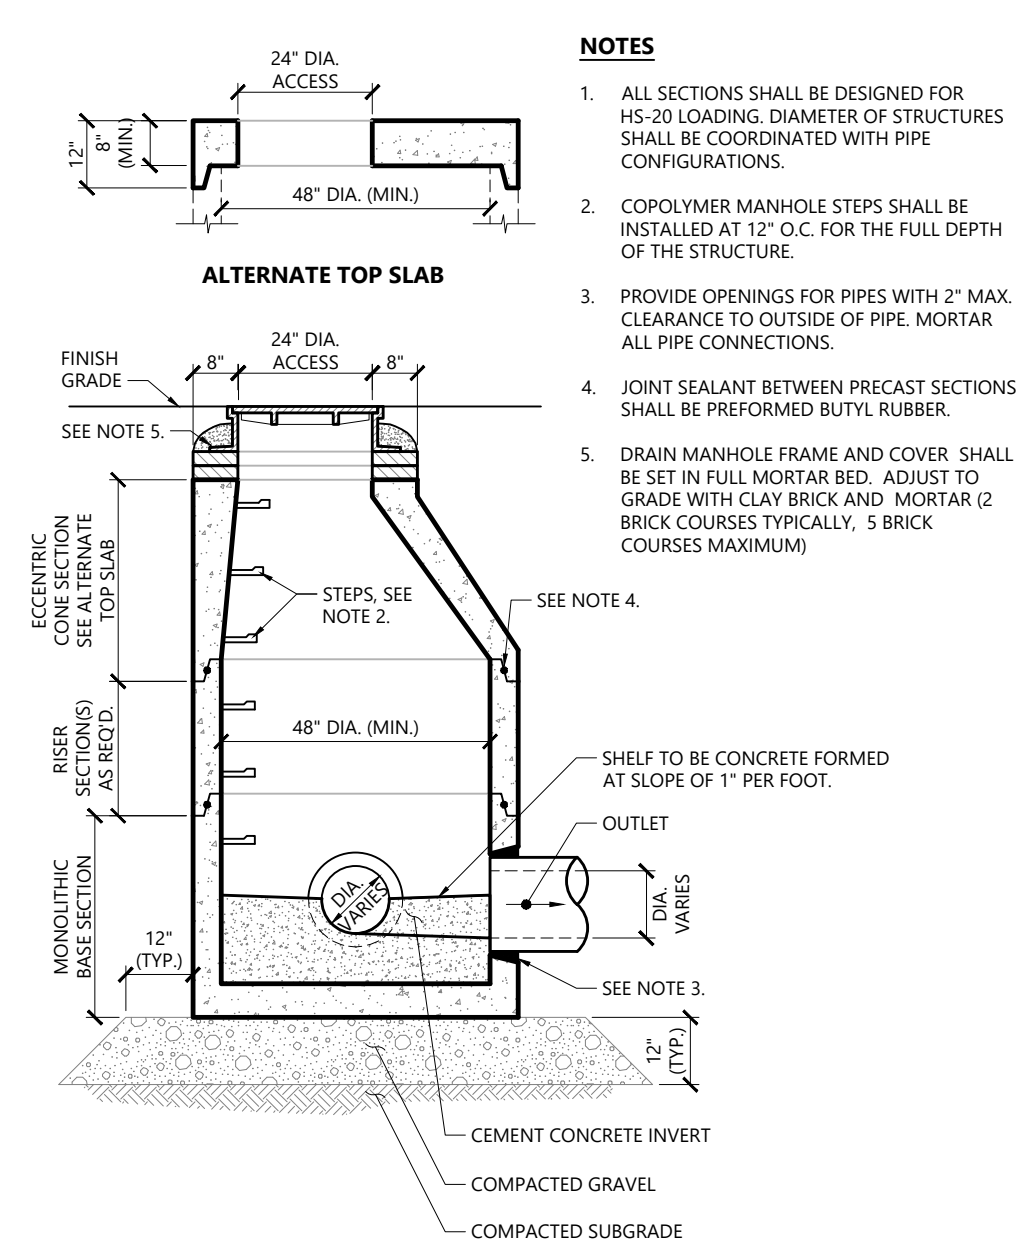 24" DIA.
ACCESS
12"
8"
(MIN.)
48" DIA. (MIN.)
ALTERNATE TOP SLAB
NOTES
1. ALL SECTIONS SHALL BE DESIGNED FOR
HS-20 LOADING. DIAMETER OF STRUCTURES
SHALL BE COORDINATED WITH PIPE
CONFIGURATIONS.
2. COPOLYMER MANHOLE STEPS SHALL BE
INSTALLED AT 12" O.C. FOR THE FULL DEPTH
OF THE STRUCTURE.
3. PROVIDE OPENINGS FOR PIPES WITH 2" MAX.
CLEARANCE TO OUTSIDE OF PIPE. MORTAR
ALL PIPE CONNECTIONS.
4. JOINT SEALANT BETWEEN PRECAST SECTIONS
SHALL BE PREFORMED BUTYL RUBBER.
5. DRAIN MANHOLE FRAME AND COVER SHALL
BE SET IN FULL MORTAR BED. ADJUST TO
GRADE WITH CLAY BRICK AND MORTAR (2
BRICK COURSES TYPICALLY, 5 BRICK
COURSES MAXIMUM)
24" DIA.
ACCESS
8"
8"
FINISH
GRADE
SEE NOTE 5.
ECCENTRIC
CONE SECTION
SEE ALTERNATE
TOP SLAB
STEPS, SEE
NOTE 2.
SEE NOTE 4.
RISER
SECTION(S)
AS REQ'D.
48" DIA. (MIN.)
SHELF TO BE CONCRETE FORMED
AT SLOPE OF 1" PER FOOT.
OUTLET
MONOLITHIC
BASE SECTION
DIA.
VARIES
DIA.
VARIES
12"
(TYP.)
SEE NOTE 3.
12"
(TYP.)
CEMENT CONCRETE INVERT
COMPACTED GRAVEL
COMPACTED SUBGRADE